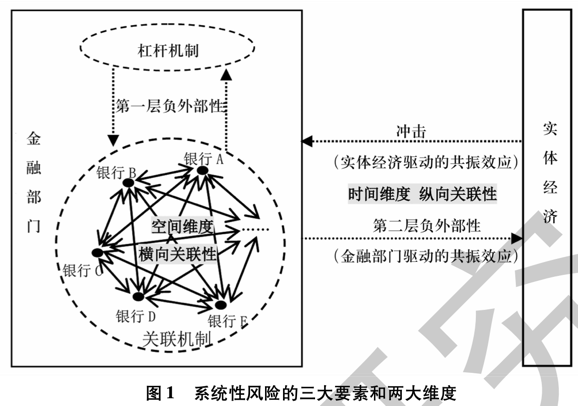 杠杆机制
第一层负外部性
金融部门
银行A
银行B
空间维度
横向关联性
银行C
银行D
银行E
关联机制
冲击
(实体经济驱动的共振效应)
时间维度 纵向关联性
第二层负外部性
(金融部门驱动的共振效应)
实体经济
图1 系统性风险的三大要素和两大维度